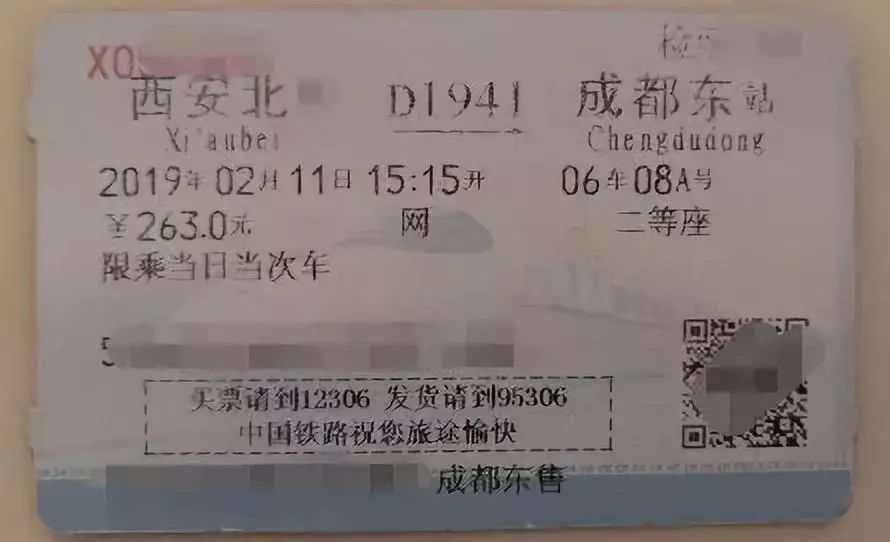 X0
检
西安北 D1941 成都东站
Xi'anbei Chengdudong
2019年02月11日 15:15开 06车08A号
￥263.0元 网 二等座
限乘当日当次车
5
买票请到12306 发货请到95306
中国铁路祝您旅途愉快
成都东售